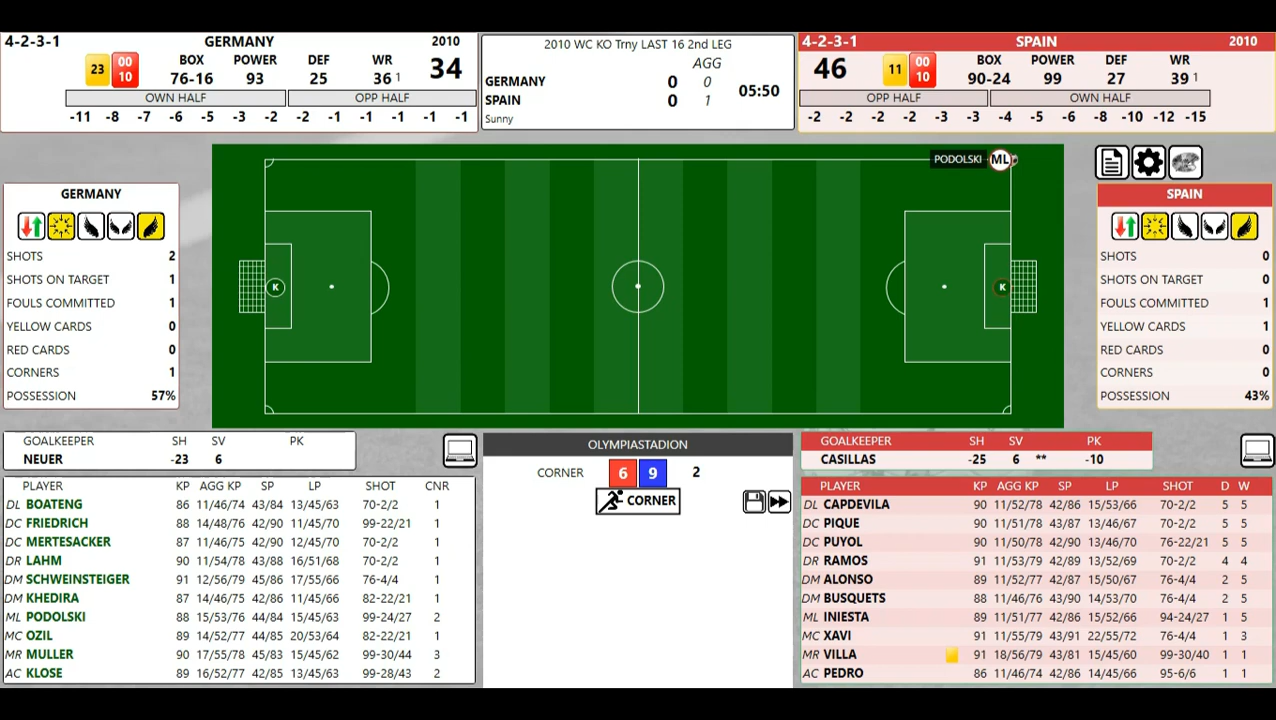 4-2-3-1 GERMANY 2010
23 00 10 BOX POWER DEF WR 34
76-16 93 25 36 1
OWN HALF OPP HALF
-11 -8 -7 -6 -5 -3 -2 -2 -1 -1 -1 -1 -1
2010 WC KO Trny LAST 16 2nd LEG
AGG
GERMANY 0 0
SPAIN 0 1
05:50
Sunny
4-2-3-1 SPAIN 2010
46 11 00 10 BOX POWER DEF WR
90-24 99 27 39 1
OPP HALF OWN HALF
-2 -2 -2 -2 -3 -3 -4 -5 -6 -8 -10 -12 -15
PODOLSKI ML
K K
GERMANY
SHOTS 2
SHOTS ON TARGET 1
FOULS COMMITTED 1
YELLOW CARDS 0
RED CARDS 0
CORNERS 1
POSSESSION 57%
SPAIN
SHOTS 0
SHOTS ON TARGET 0
FOULS COMMITTED 1
YELLOW CARDS 1
RED CARDS 0
CORNERS 0
POSSESSION 43%
GOALKEEPER SH SV PK
NEUER -23 6
PLAYER KP AGG KP SP LP SHOT CNR
DL BOATENG 86 11/46/74 43/84 13/45/63 70-2/2 1
DC FRIEDRICH 88 14/48/76 42/90 13/45/70 99-22/21 1
DC MERTESACKER 87 11/46/75 42/90 12/45/70 70-2/2 1
DR LAHM 90 11/54/78 43/88 16/51/68 70-2/2 1
DM SCHWEINSTEIGER 91 12/56/79 45/86 17/55/66 76-4/4 1
DM KHEDIRA 87 14/46/75 42/86 11/45/66 82-22/21 1
ML PODOLSKI 88 15/53/76 44/84 11/45/63 99-24/27 2
MC OZIL 89 14/52/77 44/85 20/53/64 82-22/21 1
MR MULLER 90 17/55/78 45/83 15/45/62 99-30/44 3
AC KLOSE 89 16/52/77 42/85 13/45/63 99-28/43 2
OLYMPIASTADION
CORNER 6 9 2
CORNER
GOALKEEPER SH SV PK
CASILLAS -25 6 ** -10
PLAYER KP AGG KP SP LP SHOT D W
DL CAPDEVILA 90 11/52/78 42/86 15/53/66 70-2/2 5 5
DC PIQUE 90 11/51/78 43/87 13/46/67 70-2/2 5 5
DC PUYOL 90 11/50/78 42/90 13/46/70 76-22/21 5 5
DR RAMOS 91 11/53/79 42/89 13/52/69 70-2/2 4 4
DM ALONSO 89 11/52/77 42/87 15/50/67 76-4/4 2 5
DM BUSQUETS 88 11/46/76 43/90 14/53/70 76-4/4 2 5
ML INIESTA 89 11/51/77 42/86 15/52/66 94-24/27 1 5
MC XAVI 91 11/55/79 43/91 22/55/72 76-4/4 1 3
MR VILLA 91 18/56/79 43/81 15/45/60 99-30/40 1 1
AC PEDRO 86 11/46/74 42/86 14/45/66 95-6/6 1 1